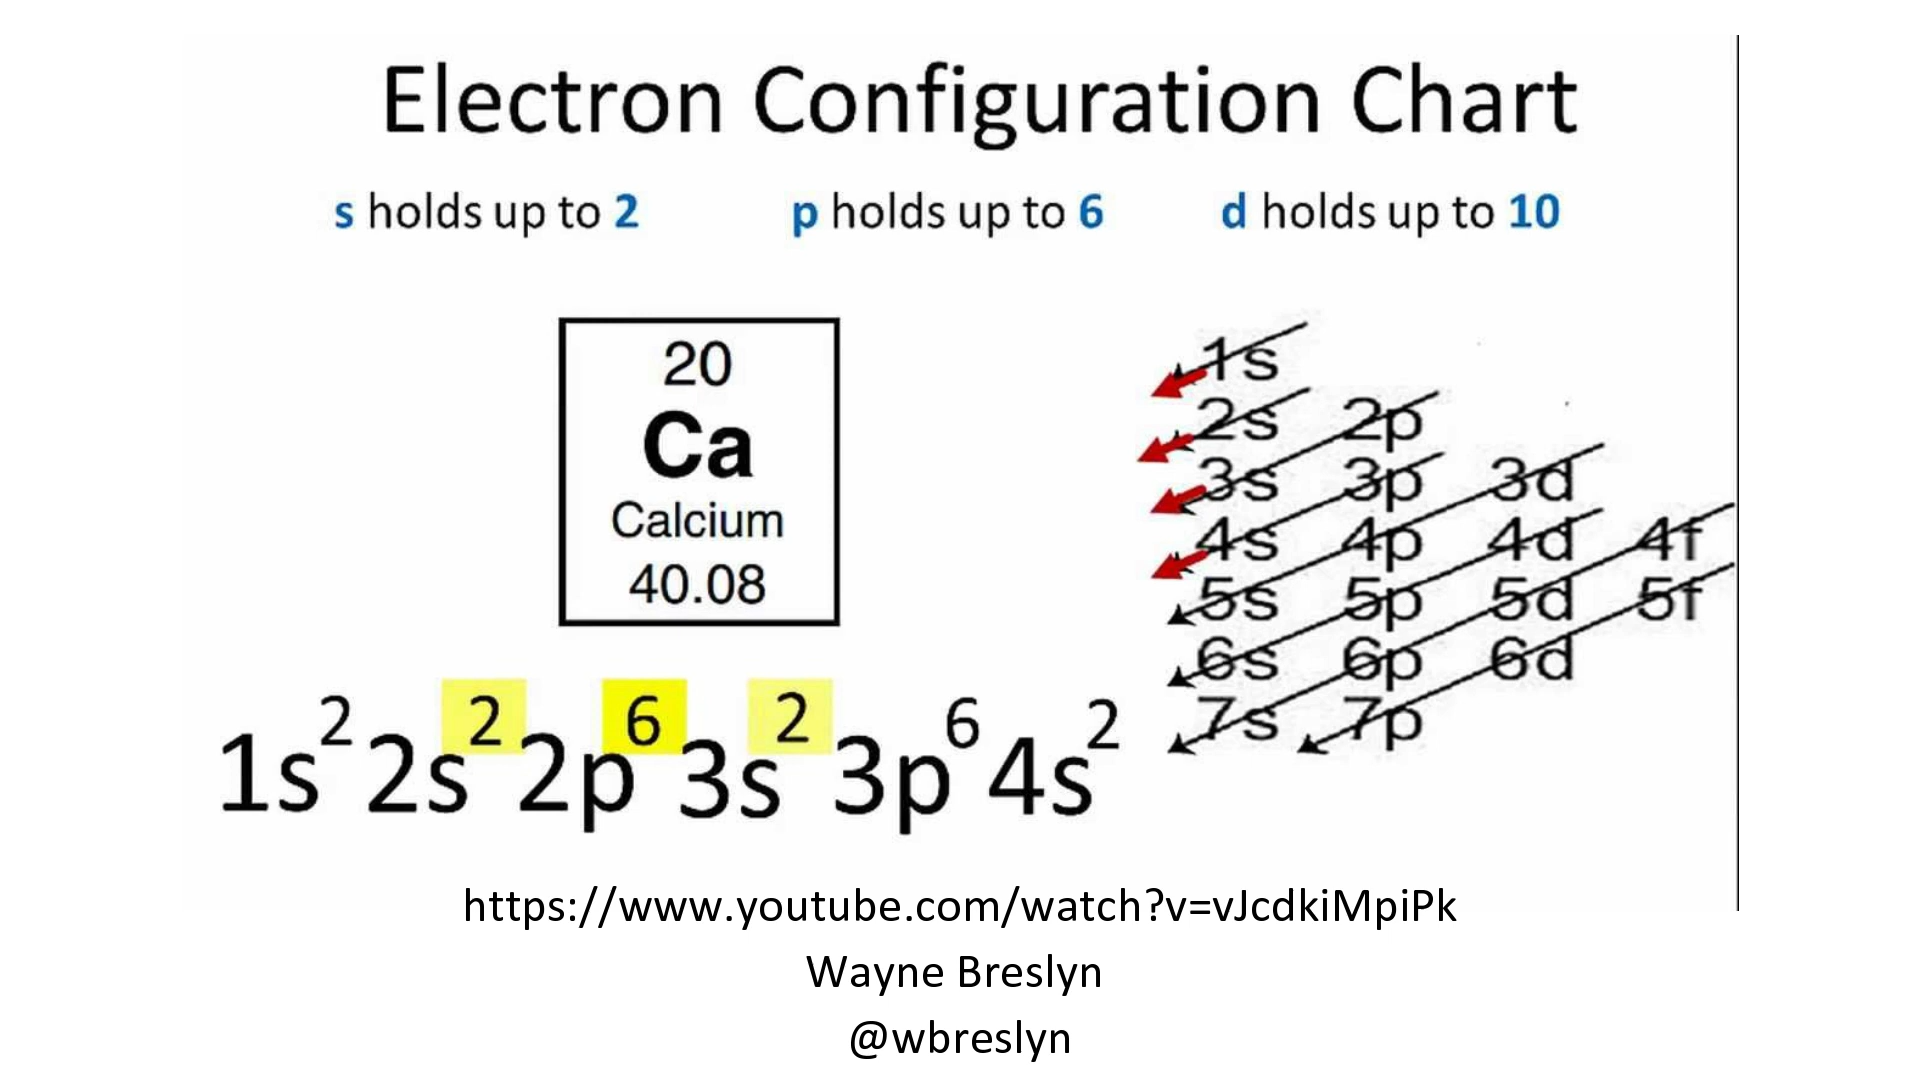 Electron Configuration Chart
s holds up to 2 p holds up to 6 d holds up to 10
20
Ca
Calcium
40.08
1s
2s 2p
3s 3p 3d
4s 4p 4d 4f
5s 5p 5d 5f
6s 6p 6d
7s 7p
1s²2s²2p⁶3s²3p⁶4s²
https://www.youtube.com/watch?v=vJcdkiMpiPk
Wayne Breslyn
@wbreslyn